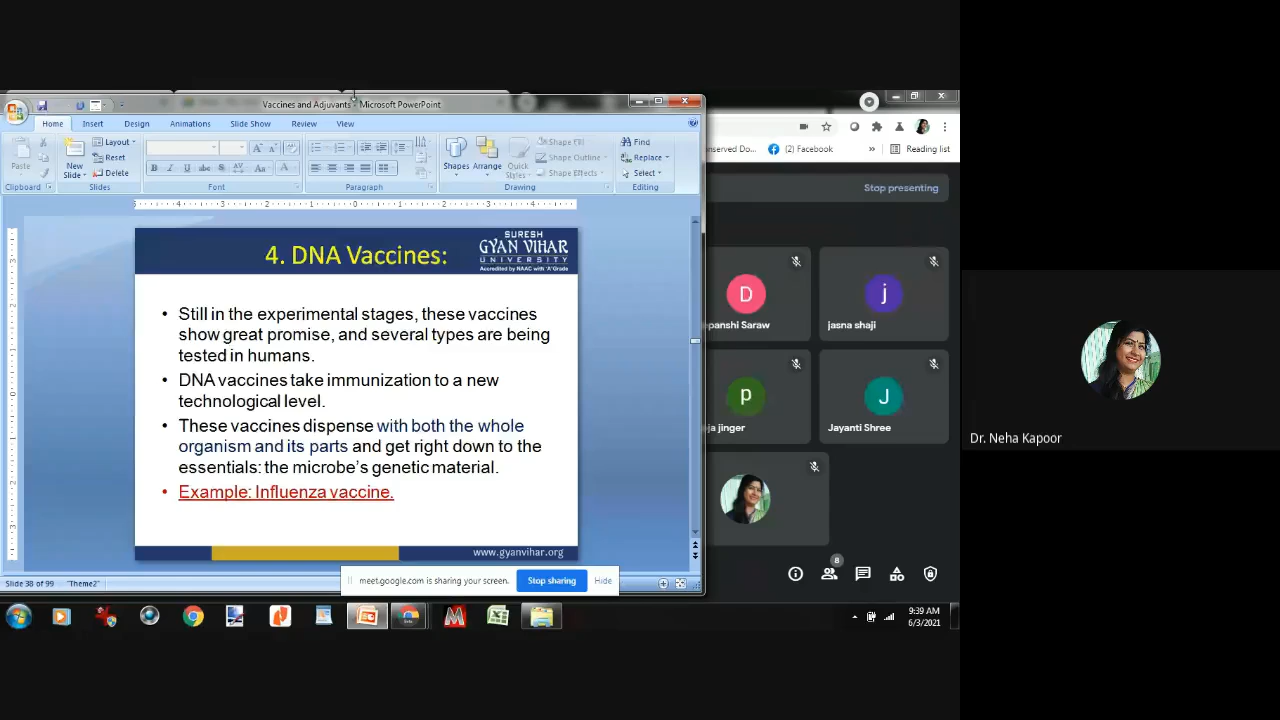 Vaccines and Adjuvants - Microsoft PowerPoint
Home Insert Design Animations Slide Show Review View
Paste
Clipboard
New Slide
Layout
Reset
Delete
Slides
Font
Paragraph
Shapes Arrange Quick Styles
Shape Fill
Shape Outline
Shape Effects
Drawing
Find
Replace
Select
Editing
4. DNA Vaccines:
SURESH
GYAN VIHAR
UNIVERSITY
Accredited by NAAC with 'A' Grade
• Still in the experimental stages, these vaccines
show great promise, and several types are being
tested in humans.
• DNA vaccines take immunization to a new
technological level.
• These vaccines dispense with both the whole
organism and its parts and get right down to the
essentials: the microbe's genetic material.
• Example: Influenza vaccine.
www.gyanvihar.org
Slide 38 of 99 "Theme2"
meet.google.com is sharing your screen. Stop sharing Hide
onserved Do... Facebook » Reading list
Stop presenting
D
epanshi Saraw
j
jasna shaji
p
ja jinger
J
Jayanti Shree
8
9:39 AM
6/3/2021
Dr. Neha Kapoor